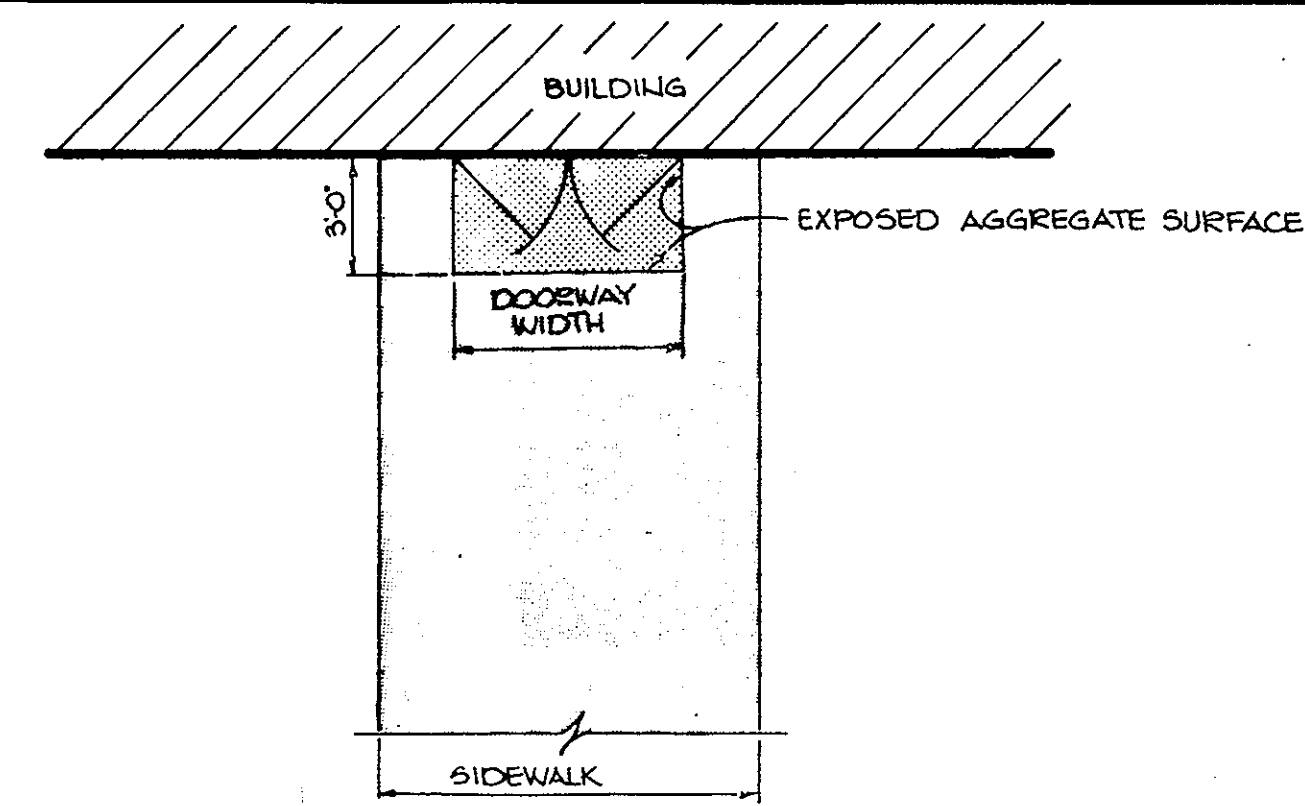 BUILDING
3'-0"
EXPOSED AGGREGATE SURFACE
DOORWAY
WIDTH
SIDEWALK